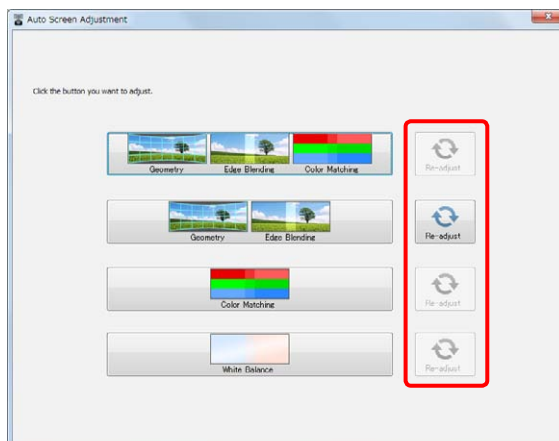 Auto Screen Adjustment
Click the button you want to adjust.
Geometry Edge Blending Color Matching
Re-adjust
Geometry Edge Blending
Re-adjust
Color Matching
Re-adjust
White Balance
Re-adjust